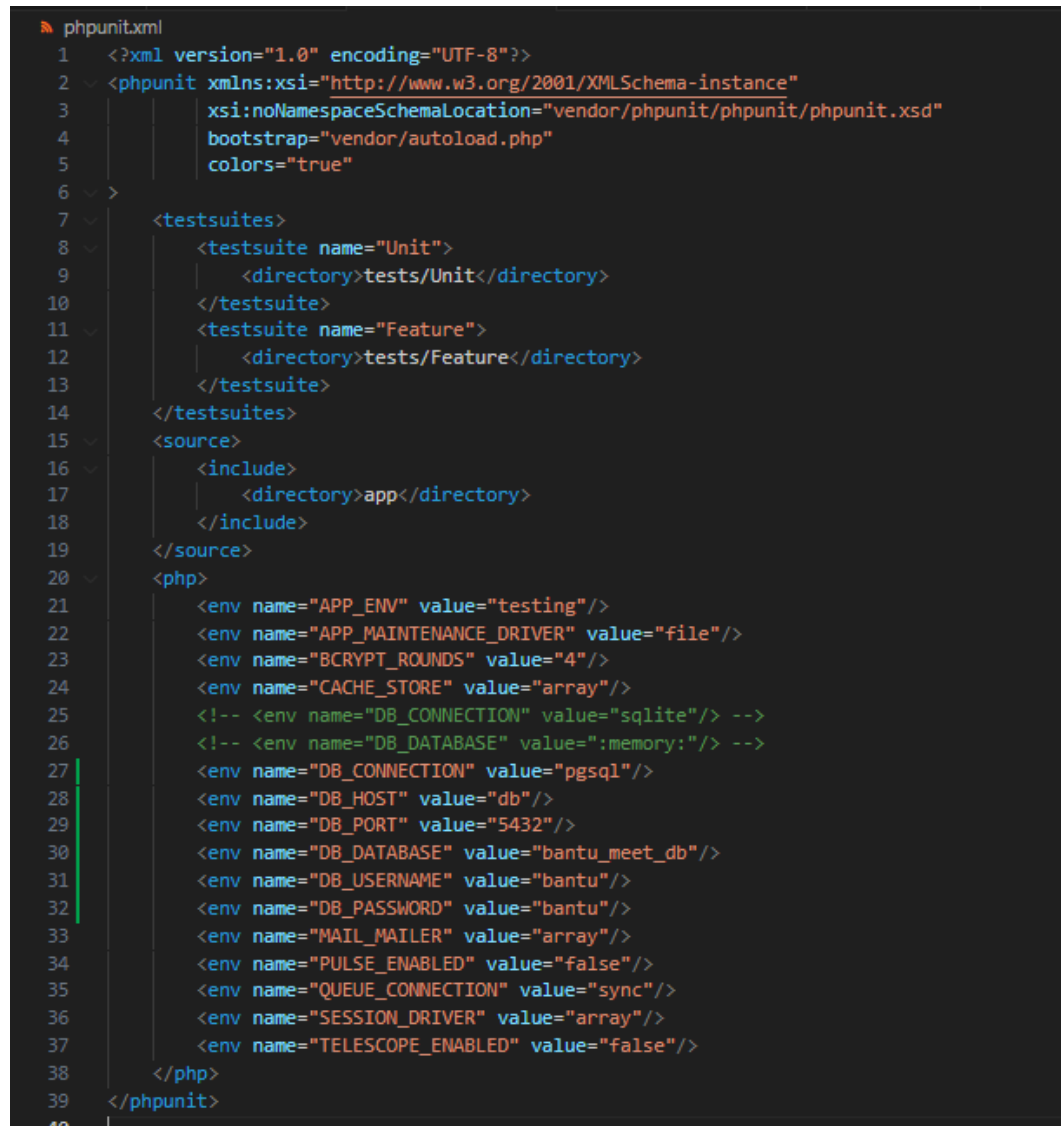 phpunit.xml
1 <?xml version="1.0" encoding="UTF-8"?>
2 <phpunit xmlns:xsi="http://www.w3.org/2001/XMLSchema-instance"
3 xsi:noNamespaceSchemaLocation="vendor/phpunit/phpunit/phpunit.xsd"
4 bootstrap="vendor/autoload.php"
5 colors="true"
6 >
7 <testsuites>
8 <testsuite name="Unit">
9 <directory>tests/Unit</directory>
10 </testsuite>
11 <testsuite name="Feature">
12 <directory>tests/Feature</directory>
13 </testsuite>
14 </testsuites>
15 <source>
16 <include>
17 <directory>app</directory>
18 </include>
19 </source>
20 <php>
21 <env name="APP_ENV" value="testing"/>
22 <env name="APP_MAINTENANCE_DRIVER" value="file"/>
23 <env name="BCRYPT_ROUNDS" value="4"/>
24 <env name="CACHE_STORE" value="array"/>
25 <!-- <env name="DB_CONNECTION" value="sqlite"/> -->
26 <!-- <env name="DB_DATABASE" value=":memory:"/> -->
27 <env name="DB_CONNECTION" value="pgsql"/>
28 <env name="DB_HOST" value="db"/>
29 <env name="DB_PORT" value="5432"/>
30 <env name="DB_DATABASE" value="bantu_meet_db"/>
31 <env name="DB_USERNAME" value="bantu"/>
32 <env name="DB_PASSWORD" value="bantu"/>
33 <env name="MAIL_MAILER" value="array"/>
34 <env name="PULSE_ENABLED" value="false"/>
35 <env name="QUEUE_CONNECTION" value="sync"/>
36 <env name="SESSION_DRIVER" value="array"/>
37 <env name="TELESCOPE_ENABLED" value="false"/>
38 </php>
39 </phpunit>
40